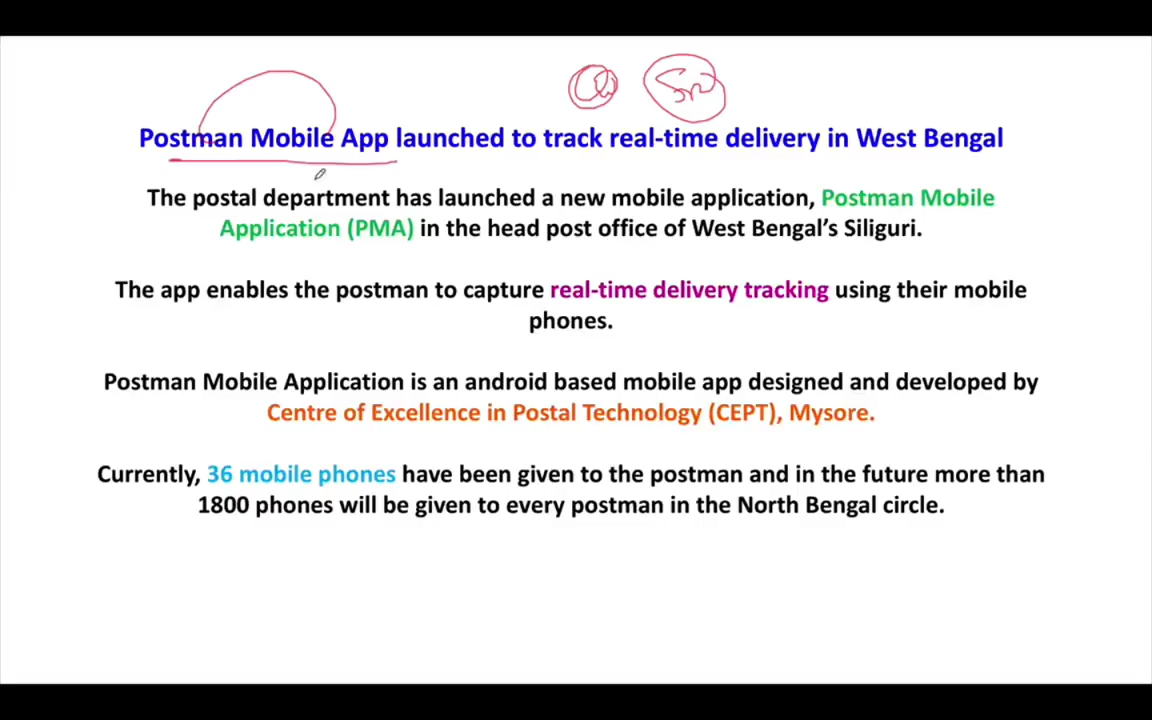 Postman Mobile App launched to track real-time delivery in West Bengal
The postal department has launched a new mobile application, Postman Mobile
Application (PMA) in the head post office of West Bengal’s Siliguri.
The app enables the postman to capture real-time delivery tracking using their mobile
phones.
Postman Mobile Application is an android based mobile app designed and developed by
Centre of Excellence in Postal Technology (CEPT), Mysore.
Currently, 36 mobile phones have been given to the postman and in the future more than
1800 phones will be given to every postman in the North Bengal circle.